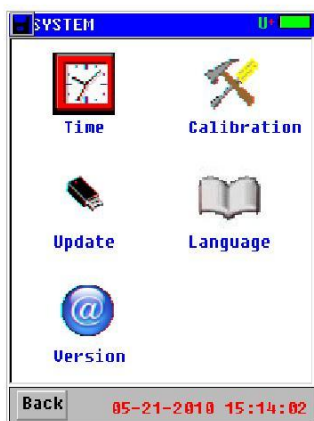 SYSTEM U+
Time Calibration
Update Language
@
Version
Back 05-21-2010 15:14:02